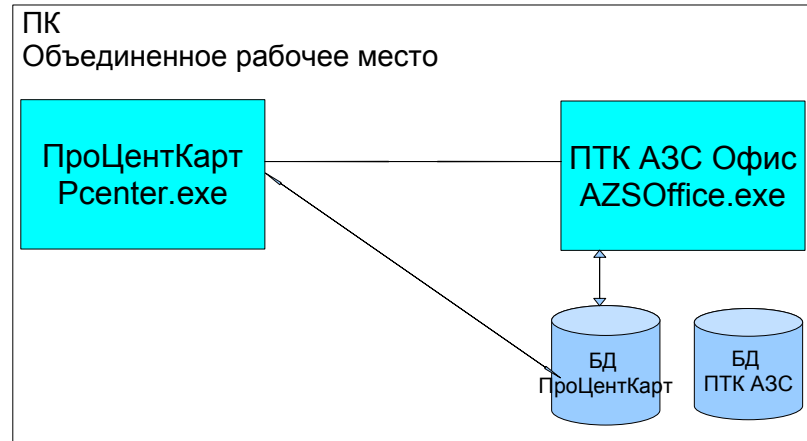 ПК
Объединенное рабочее место
ПроЦентКарт
Pcenter.exe
ПТК АЗС Офис
AZSOffice.exe
БД
ПроЦентКарт
БД
ПТК АЗС